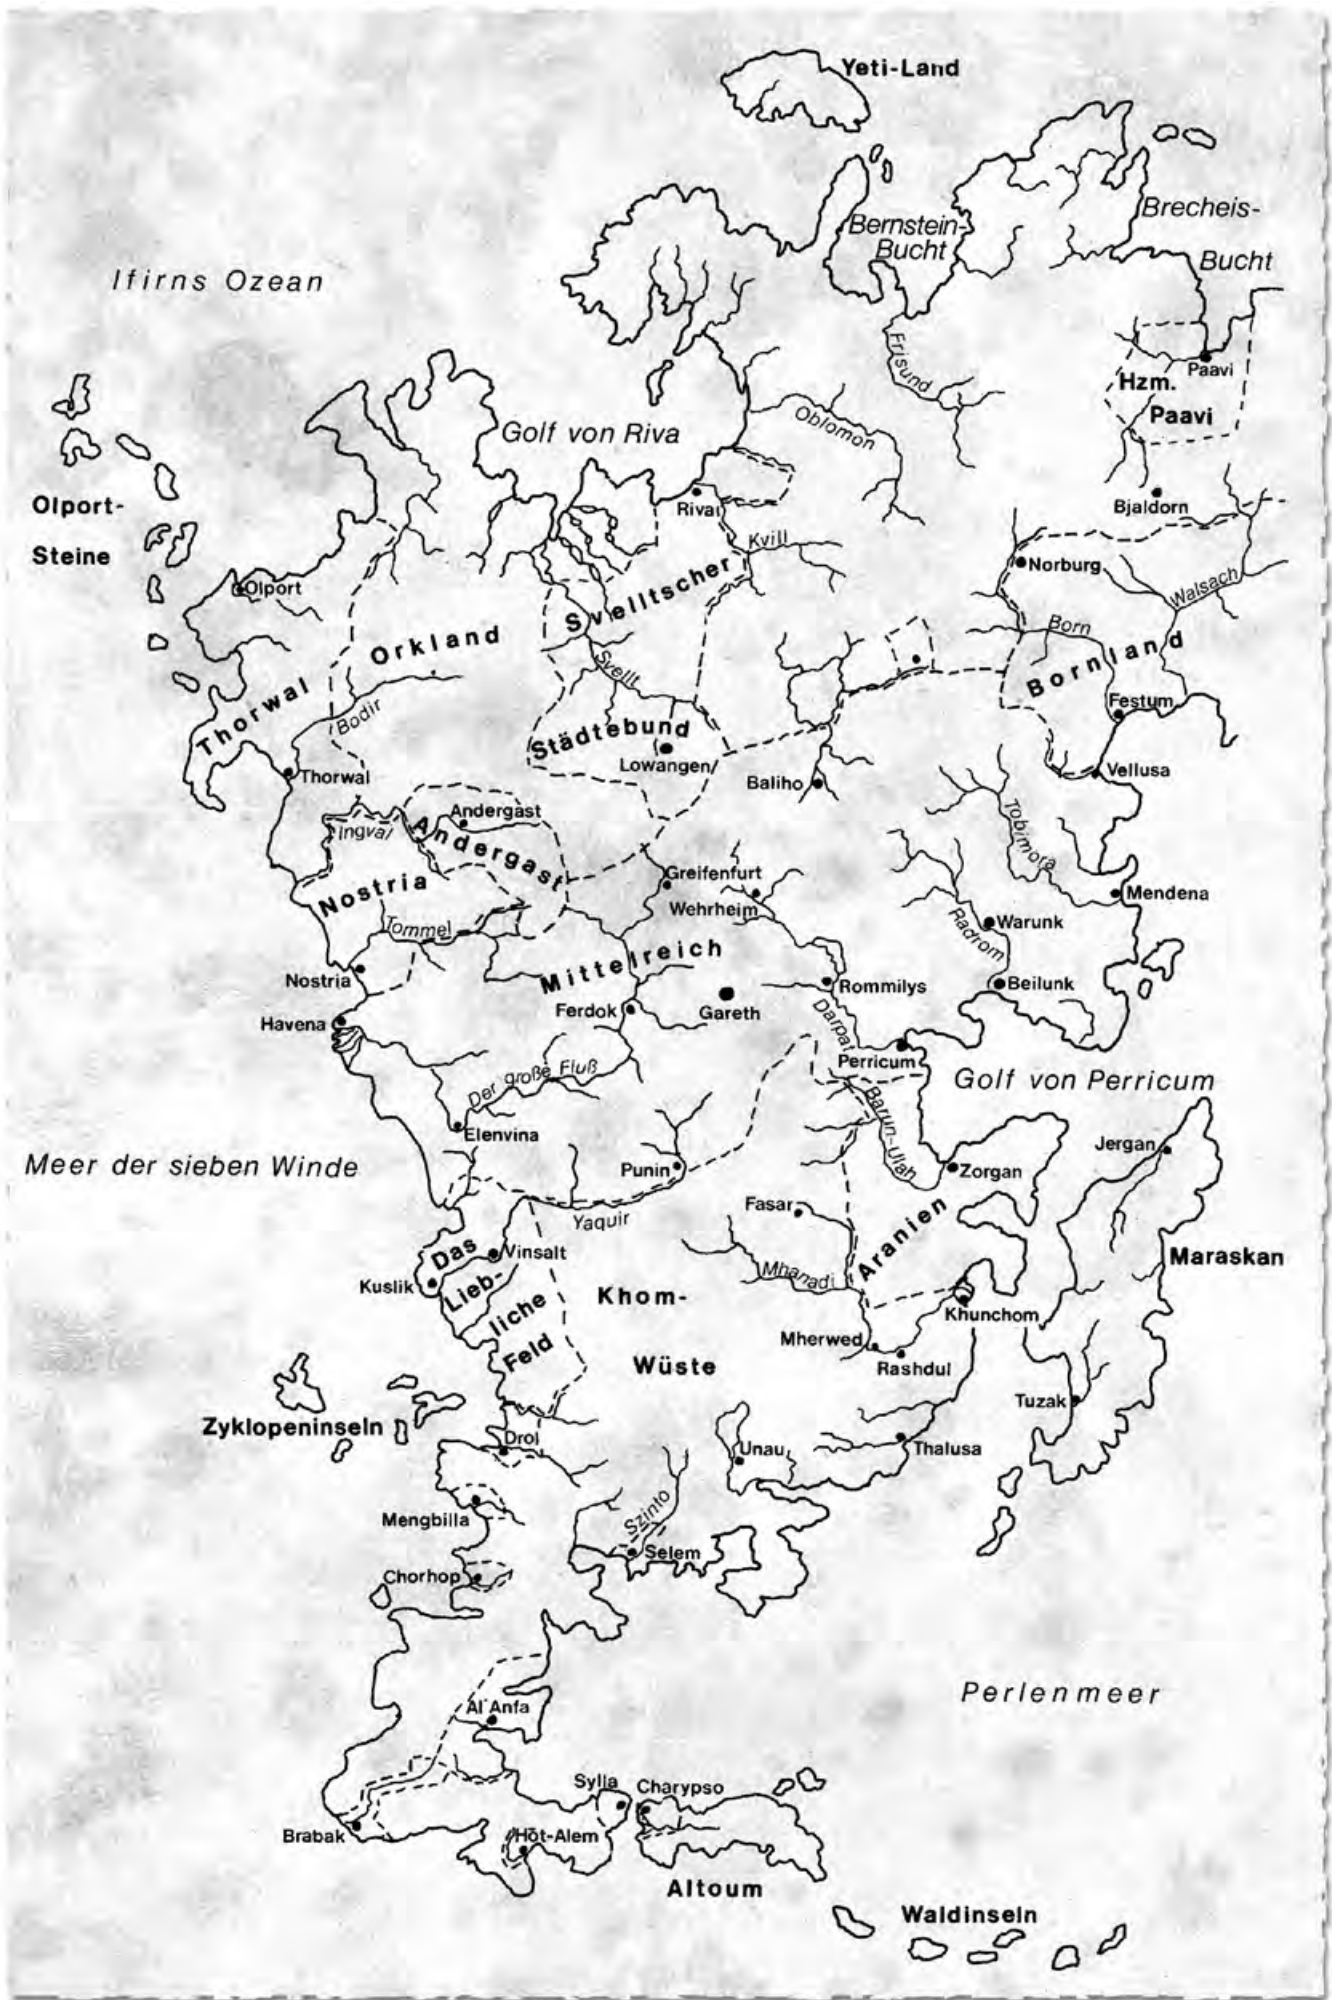 Yeti-Land
Brecheis-
Bernstein-
Bucht
Bucht
Ifirns Ozean
Frisund
Paavi
Hzm.
Paavi
Oblomon
Golf von Riva
Olport-
Steine
Riva
Bjaldorn
Kvill
Norburg
Walsach
Olport
Svelltscher
Born
Bornland
Orkland
Svellt
Thorwal
Bodir
Festum
Städtebund
Lowangen
Thorwal
Baliho
Vellusa
Andergast
Ingval
Andergast
Tobimora
Greifenfurt
Nostria
Wehrheim
Mendena
Tommel
Warunk
Radrom
Mittelreich
Nostria
Rommilys
Beilunk
Ferdok
Gareth
Havena
Darpat
Perricum
Der große Fluß
Golf von Perricum
Barun-Ulah
Elenvina
Jergan
Meer der sieben Winde
Punin
Zorgan
Yaquir
Fasar
Aranien
Das
Vinsalt
Maraskan
Kuslik
Lieb-
Mhanadi
Khom-
liche
Khunchom
Feld
Mherwed
Wüste
Rashdul
Zyklopeninseln
Tuzak
Drol
Unau
Thalusa
Mengbilla
Szinto
Selem
Chorhop
Perlenmeer
Al'Anfa
Sylla
Charypso
Brabak
Hôt-Alem
Altoum
Waldinseln